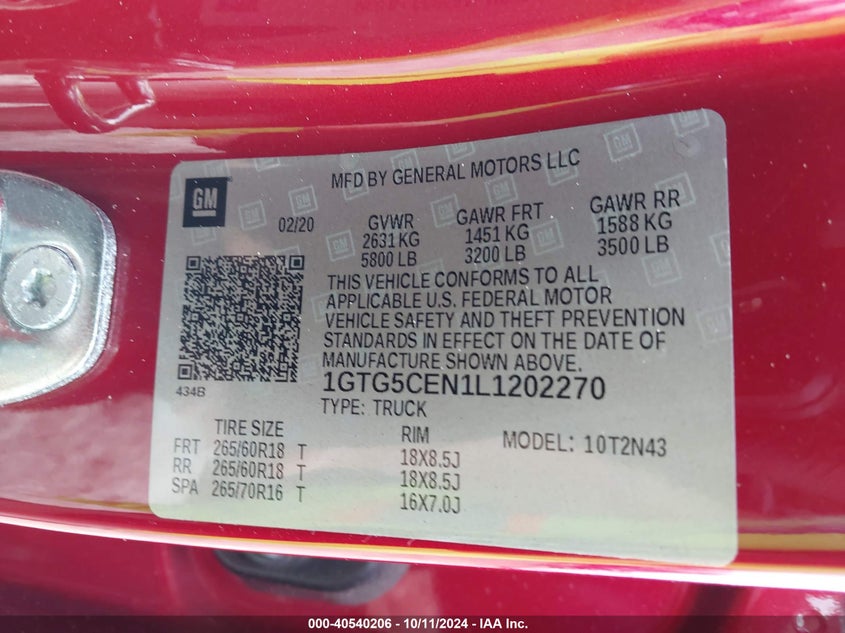 MFD BY GENERAL MOTORS LLC
GM
02/20
GVWR GAWR FRT GAWR RR
2631 KG 1451 KG 1588 KG
5800 LB 3200 LB 3500 LB
THIS VEHICLE CONFORMS TO ALL
APPLICABLE U.S. FEDERAL MOTOR
VEHICLE SAFETY AND THEFT PREVENTION
STANDARDS IN EFFECT ON THE DATE OF
MANUFACTURE SHOWN ABOVE.
434B
1GTG5CEN1L1202270
TYPE: TRUCK
TIRE SIZE RIM MODEL: 10T2N43
FRT 265/60R18 T 18X8.5J
RR 265/60R18 T 18X8.5J
SPA 265/70R16 T 16X7.0J
000-40540206 - 10/11/2024 - IAA Inc.